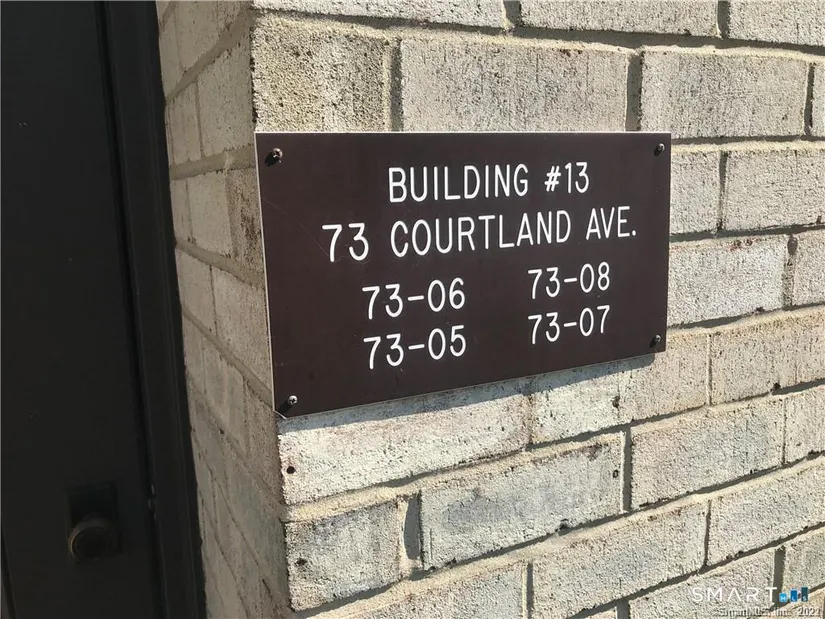 BUILDING #13
73 COURTLAND AVE.
73-06 73-08
73-05 73-07
SMART